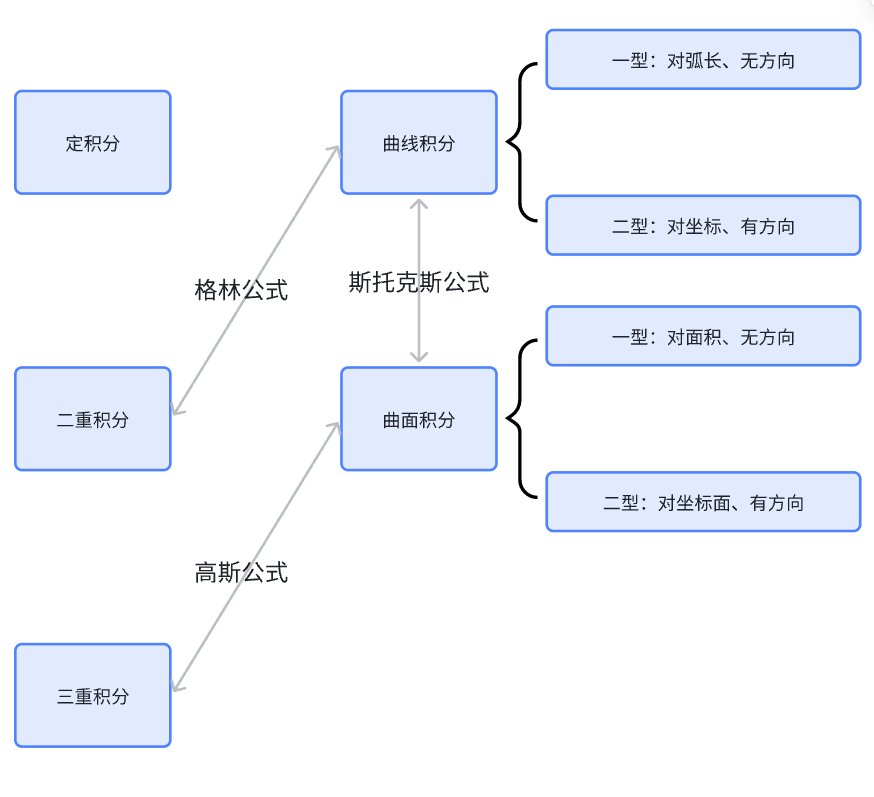 一型：对弧长、无方向
定积分
曲线积分
二型：对坐标、有方向
格林公式
斯托克斯公式
一型：对面积、无方向
二重积分
曲面积分
二型：对坐标面、有方向
高斯公式
三重积分